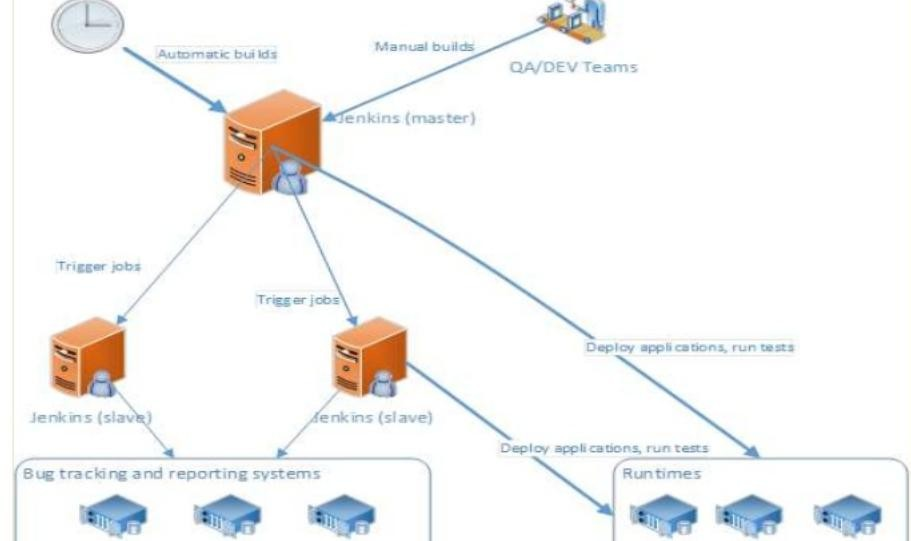 Automatic builds
Manual builds
QA/DEV Teams
Jenkins (master)
Trigger jobs
Trigger jobs
Deploy applications, run tests
Jenkins (slave)
Jenkins (slave)
Deploy applications, run tests
Bug tracking and reporting systems
Runtimes